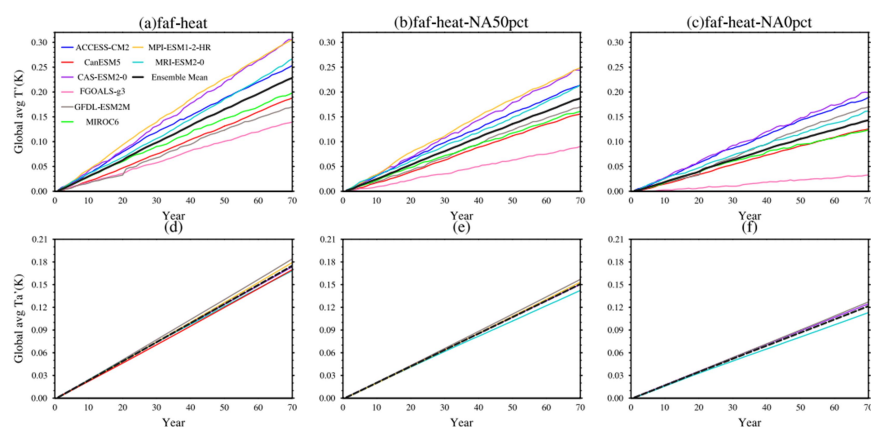 (a)faf-heat (b)faf-heat-NA50pct (c)faf-heat-NA0pct
Global avg T'(K)
0.30 0.30 0.30
0.25 0.25 0.25
0.20 0.20 0.20
0.15 0.15 0.15
0.10 0.10 0.10
0.05 0.05 0.05
0.00 0.00 0.00
ACCESS-CM2 MPI-ESM1-2-HR
CanESM5 MRI-ESM2-0
CAS-ESM2-0 Ensemble Mean
FGOALS-g3
GFDL-ESM2M
MIROC6
0 10 20 30 40 50 60 70 0 10 20 30 40 50 60 70 0 10 20 30 40 50 60 70
Year Year Year
(d) (e) (f)
Global avg Ta'(K)
0.21 0.21 0.21
0.18 0.18 0.18
0.15 0.15 0.15
0.12 0.12 0.12
0.09 0.09 0.09
0.06 0.06 0.06
0.03 0.03 0.03
0.00 0.00 0.00
0 10 20 30 40 50 60 70 0 10 20 30 40 50 60 70 0 10 20 30 40 50 60 70
Year Year Year